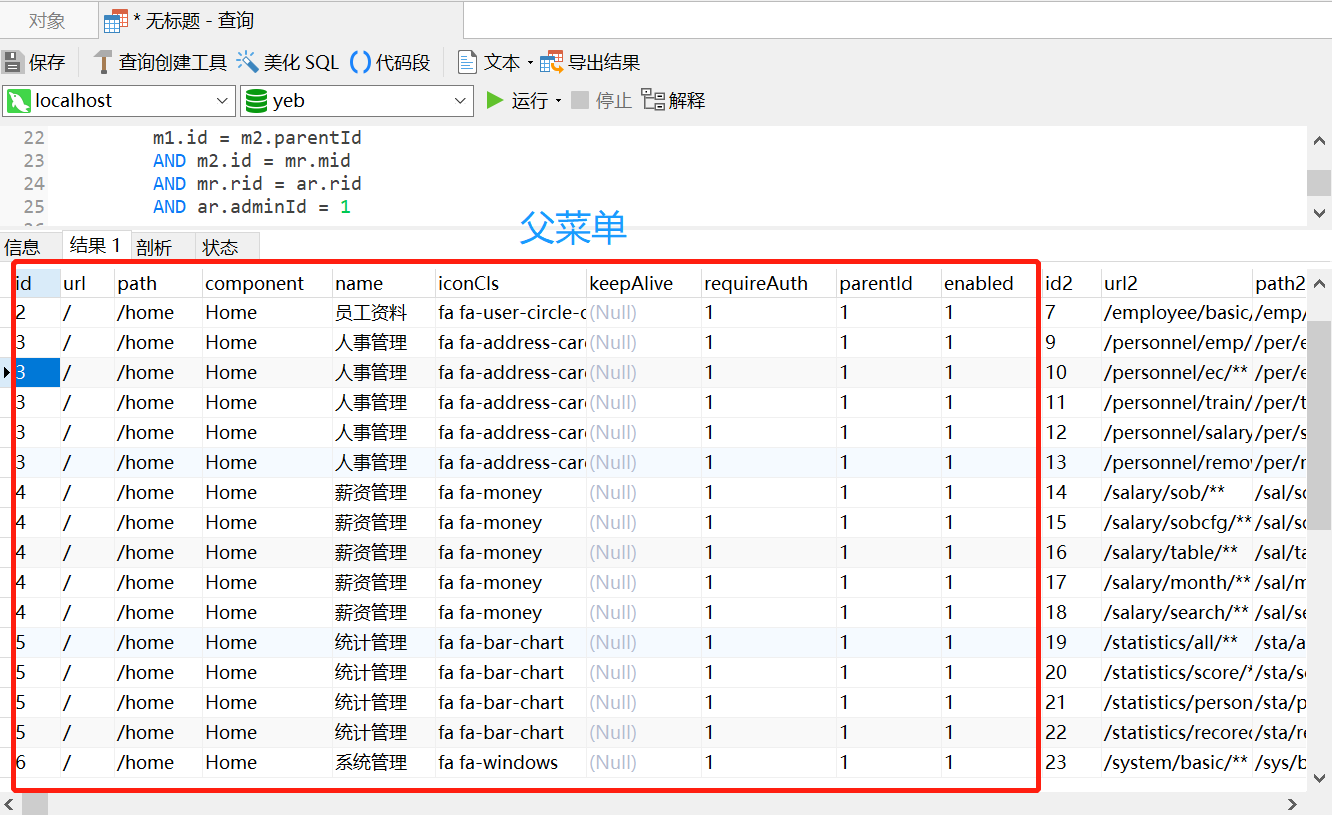 对象 * 无标题 - 查询
保存 查询创建工具 美化 SQL () 代码段 文本 导出结果
localhost yeb 运行 停止 解释
22 m1.id = m2.parentId
23 AND m2.id = mr.mid
24 AND mr.rid = ar.rid
25 AND ar.adminId = 1
父菜单
信息 结果 1 剖析 状态
id url path component name iconCls keepAlive requireAuth parentId enabled id2 url2 path2
2 / /home Home 员工资料 fa fa-user-circle-c (Null) 1 1 1 7 /employee/basic/ /emp/
3 / /home Home 人事管理 fa fa-address-car (Null) 1 1 1 9 /personnel/emp/ /per/e
3 / /home Home 人事管理 fa fa-address-car (Null) 1 1 1 10 /personnel/ec/** /per/e
3 / /home Home 人事管理 fa fa-address-car (Null) 1 1 1 11 /personnel/train/ /per/t
3 / /home Home 人事管理 fa fa-address-car (Null) 1 1 1 12 /personnel/salary /per/s
3 / /home Home 人事管理 fa fa-address-car (Null) 1 1 1 13 /personnel/remov /per/r
4 / /home Home 薪资管理 fa fa-money (Null) 1 1 1 14 /salary/sob/** /sal/so
4 / /home Home 薪资管理 fa fa-money (Null) 1 1 1 15 /salary/sobcfg/** /sal/so
4 / /home Home 薪资管理 fa fa-money (Null) 1 1 1 16 /salary/table/** /sal/ta
4 / /home Home 薪资管理 fa fa-money (Null) 1 1 1 17 /salary/month/** /sal/m
4 / /home Home 薪资管理 fa fa-money (Null) 1 1 1 18 /salary/search/** /sal/se
5 / /home Home 统计管理 fa fa-bar-chart (Null) 1 1 1 19 /statistics/all/** /sta/a
5 / /home Home 统计管理 fa fa-bar-chart (Null) 1 1 1 20 /statistics/score/* /sta/s
5 / /home Home 统计管理 fa fa-bar-chart (Null) 1 1 1 21 /statistics/person /sta/p
5 / /home Home 统计管理 fa fa-bar-chart (Null) 1 1 1 22 /statistics/recored /sta/re
6 / /home Home 系统管理 fa fa-windows (Null) 1 1 1 23 /system/basic/** /sys/b